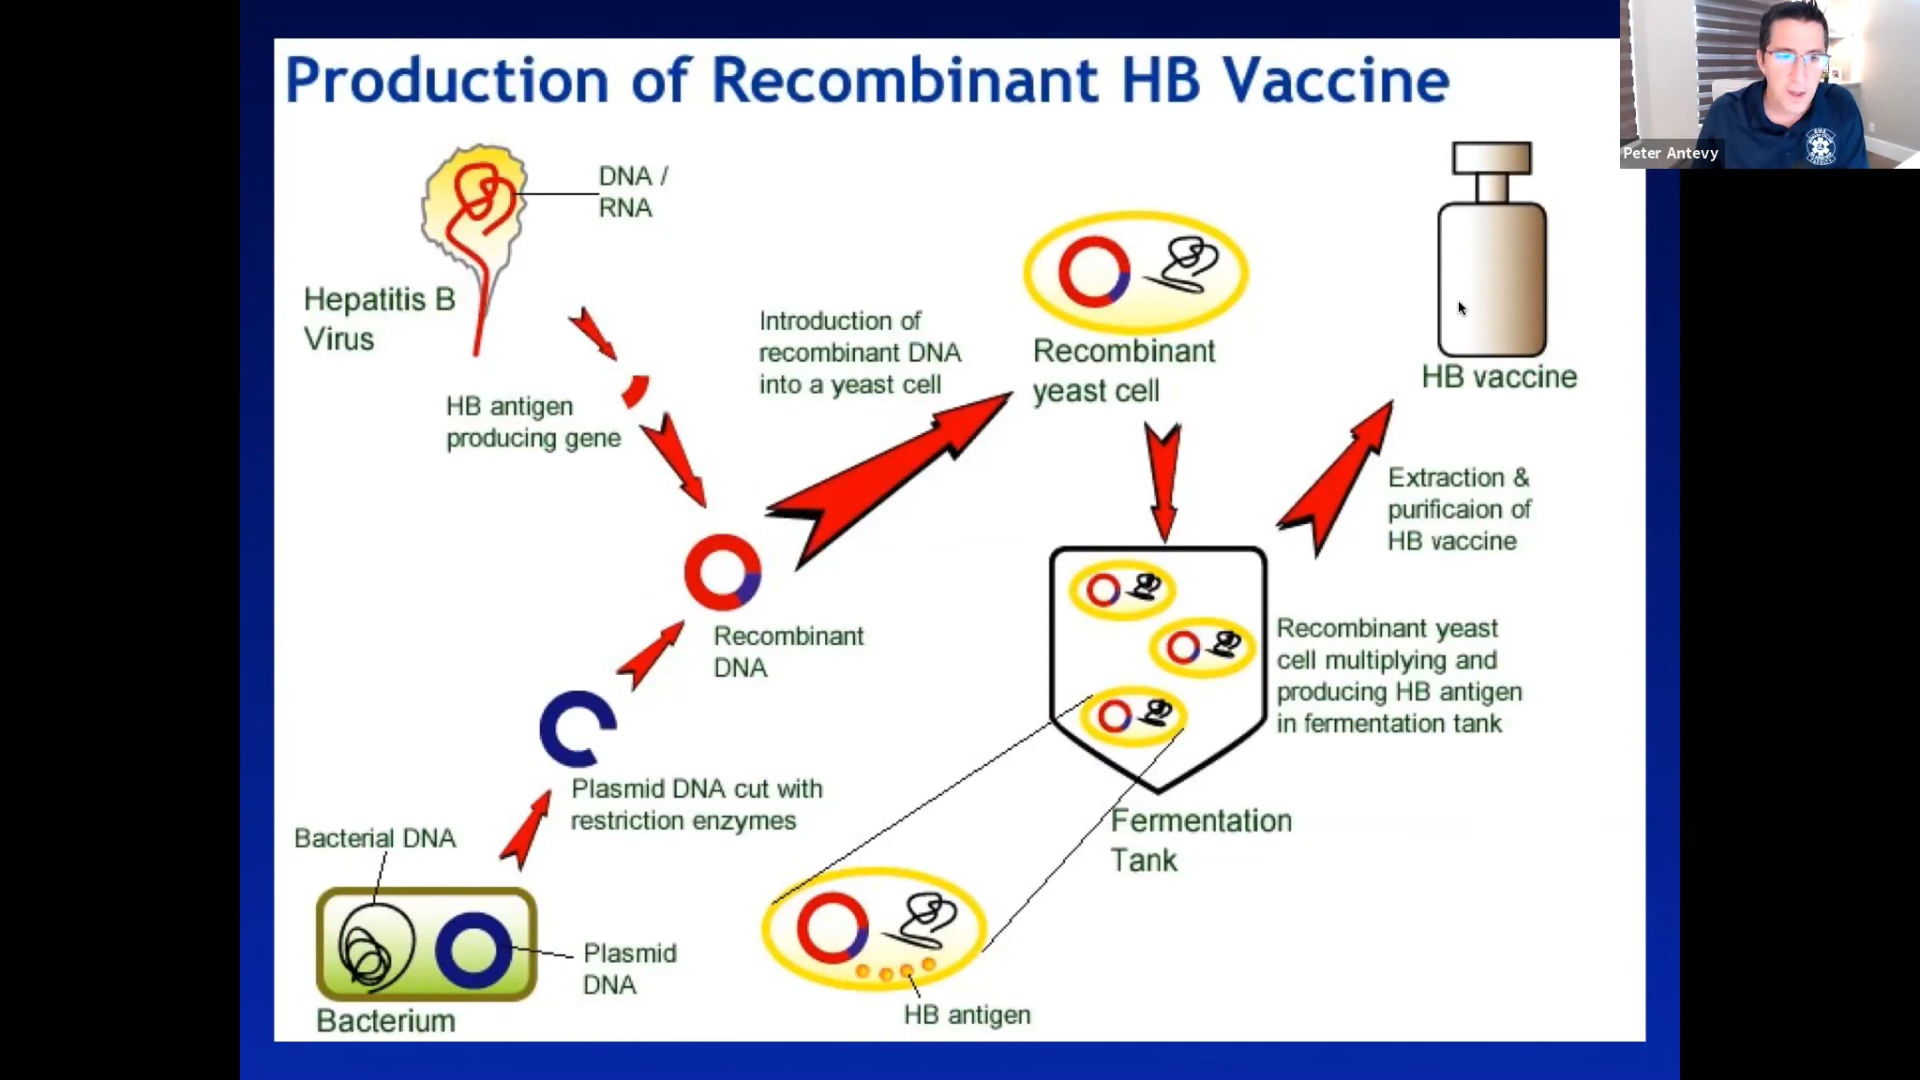 Production of Recombinant HB Vaccine
Peter Antevy
DNA /
RNA
Hepatitis B
Virus
HB antigen
producing gene
Introduction of
recombinant DNA
into a yeast cell
Recombinant
yeast cell
HB vaccine
Extraction &
purificaion of
HB vaccine
Recombinant
DNA
Recombinant yeast
cell multiplying and
producing HB antigen
in fermentation tank
Plasmid DNA cut with
restriction enzymes
Fermentation
Tank
Bacterial DNA
Plasmid
DNA
Bacterium
HB antigen